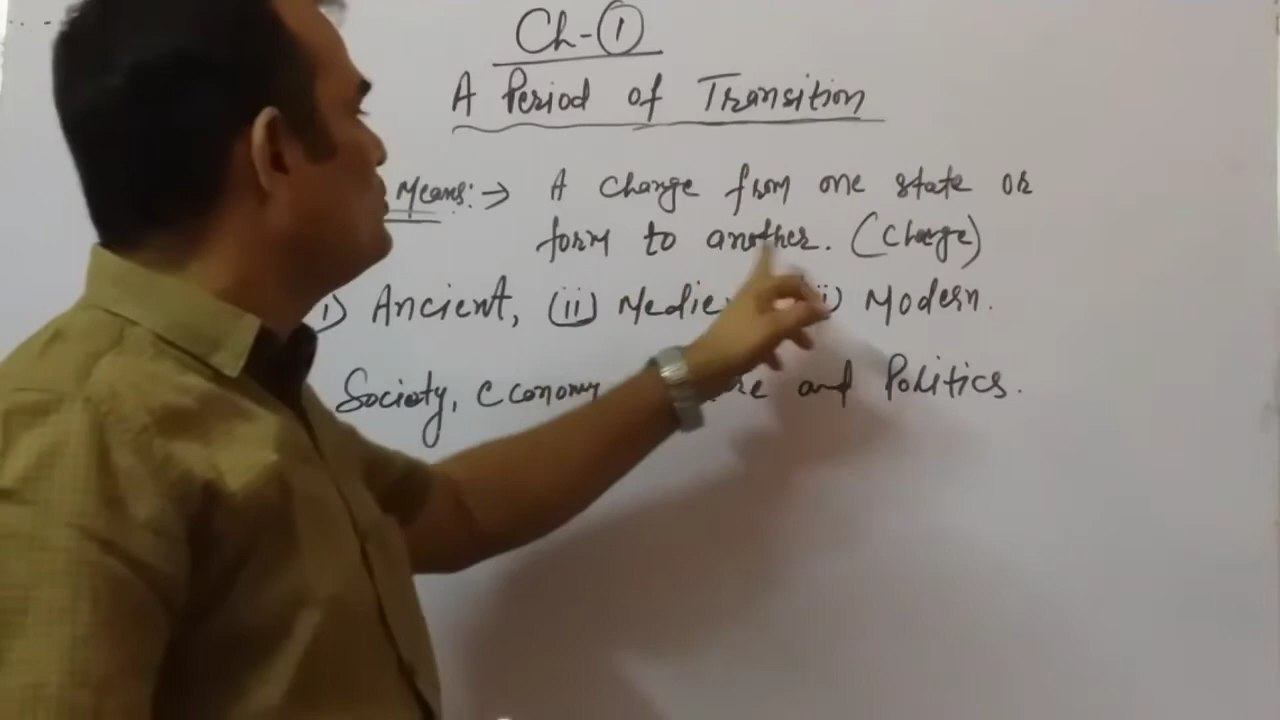 Ch-①
A Period of Transition
Means:→ A change from one state or
form to another. (Change)
i) Ancient, (ii) Medie ii) Modern.
Society, economy and Politics.